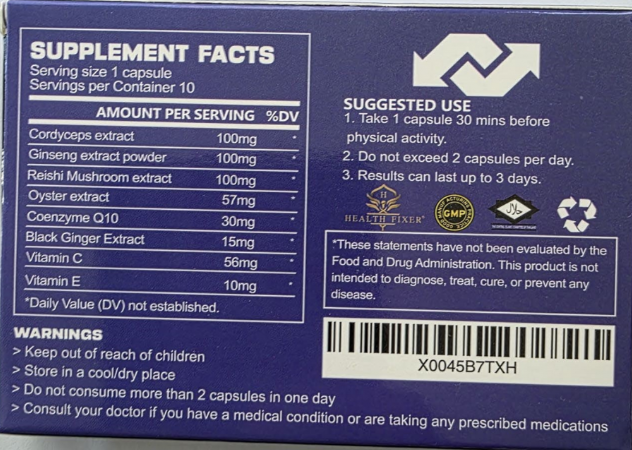 SUPPLEMENT FACTS
Serving size 1 capsule
Servings per Container 10
AMOUNT PER SERVING %DV
Cordyceps extract 100mg *
Ginseng extract powder 100mg *
Reishi Mushroom extract 100mg *
Oyster extract 57mg *
Coenzyme Q10 30mg *
Black Ginger Extract 15mg *
Vitamin C 56mg *
Vitamin E 10mg *
*Daily Value (DV) not established.
WARNINGS
> Keep out of reach of children
> Store in a cool/dry place
> Do not consume more than 2 capsules in one day
> Consult your doctor if you have a medical condition or are taking any prescribed medications
SUGGESTED USE
1. Take 1 capsule 30 mins before
physical activity.
2. Do not exceed 2 capsules per day.
3. Results can last up to 3 days.
HEALTH FIXER®
GMP
حلال
*These statements have not been evaluated by the
Food and Drug Administration. This product is not
intended to diagnose, treat, cure, or prevent any
disease.
X0045B7TXH